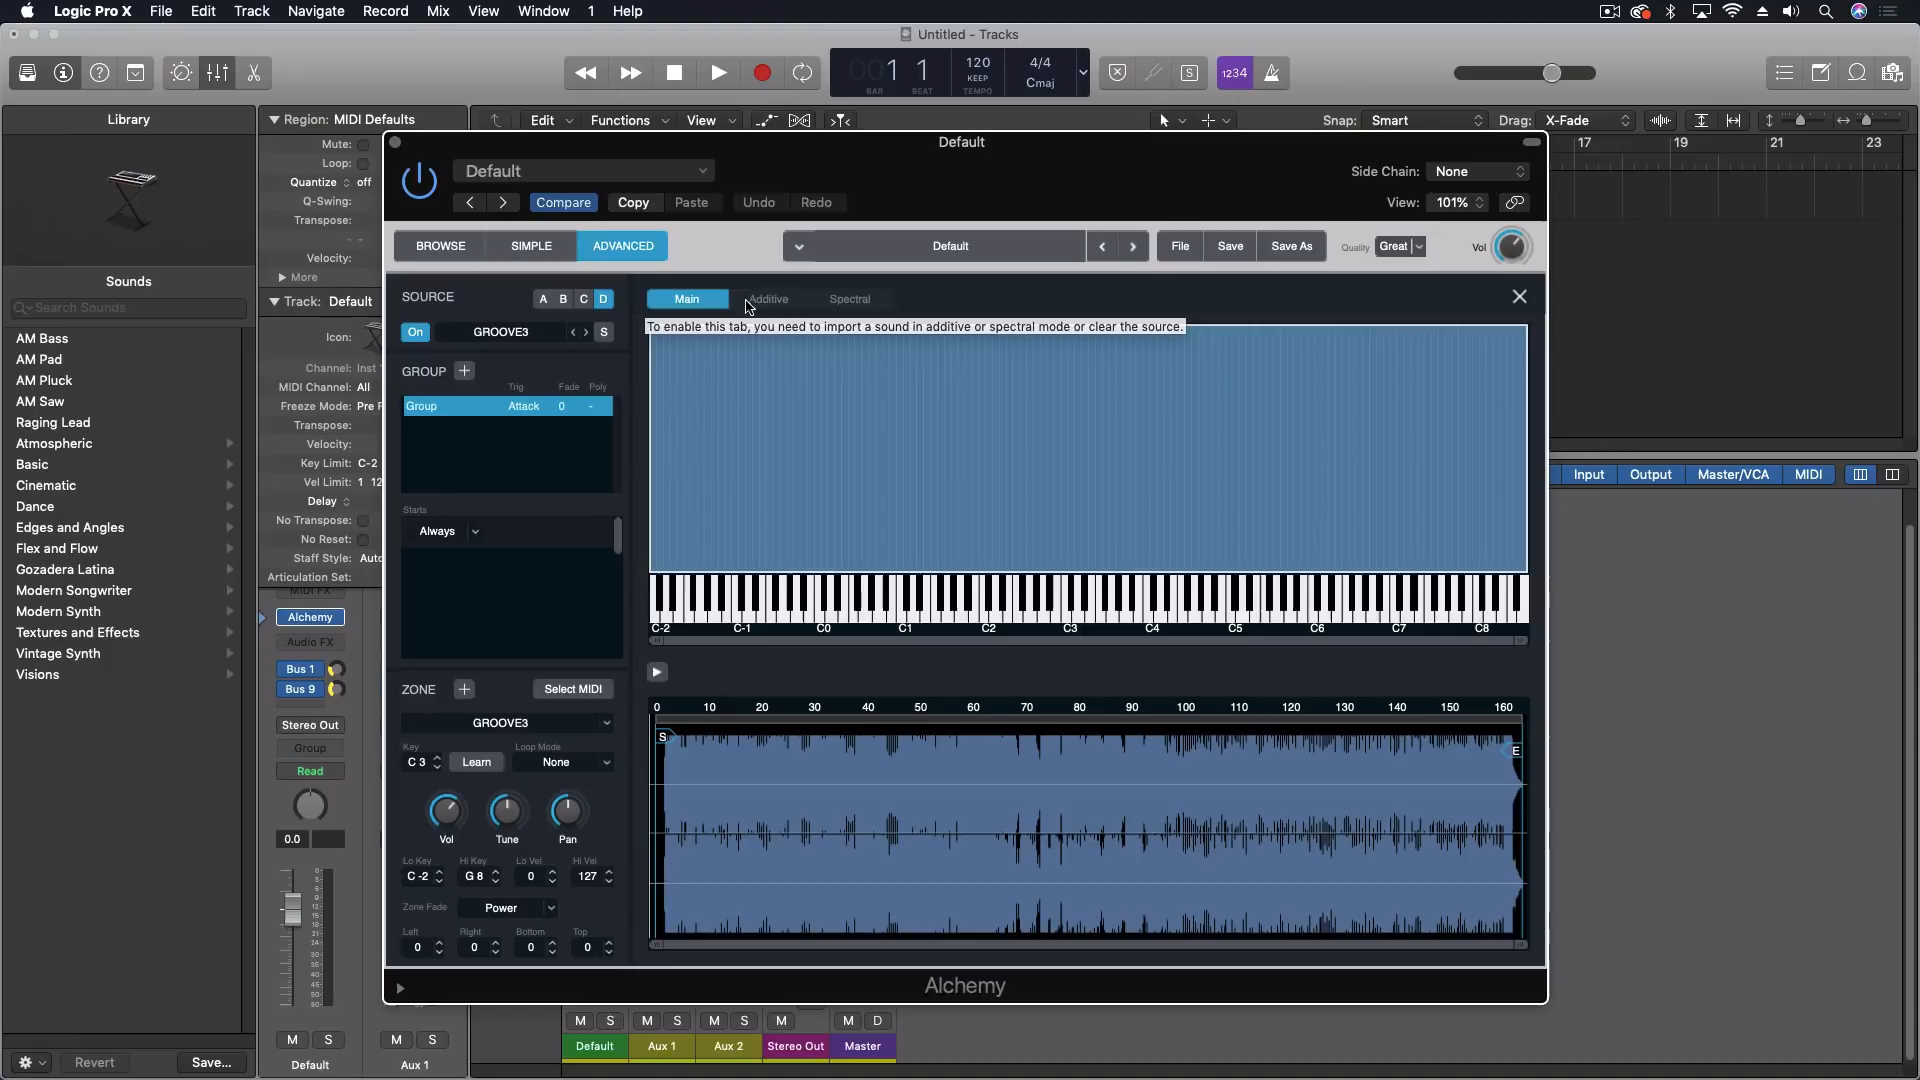 Logic Pro X File Edit Track Navigate Record Mix View Window 1 Help
Untitled - Tracks
1 1
BAR BEAT
120
KEEP
TEMPO
4/4
Cmaj
S
1234
Library
Region: MIDI Defaults
Edit Functions View
Snap: Smart
Drag: X-Fade
17 19 21 23
Mute:
Loop:
Quantize off
Q-Swing:
Transpose:
Velocity:
More
Track: Default
Icon:
Channel: Inst
MIDI Channel: All
Freeze Mode: Pre F
Transpose:
Velocity:
Key Limit: C-2
Vel Limit: 1 12
Delay
No Transpose:
No Reset:
Staff Style: Auto
Articulation Set:
Sounds
Search Sounds
AM Bass
AM Pad
AM Pluck
AM Saw
Raging Lead
Atmospheric
Basic
Cinematic
Dance
Edges and Angles
Flex and Flow
Gozadera Latina
Modern Songwriter
Modern Synth
Textures and Effects
Vintage Synth
Visions
Revert Save...
Default
Default
Side Chain: None
Compare Copy Paste Undo Redo
View: 101%
BROWSE SIMPLE ADVANCED
Default
File Save Save As
Quality Great
Vol
SOURCE A B C D
On GROOVE3 S
Main Additive Spectral
To enable this tab, you need to import a sound in additive or spectral mode or clear the source.
GROUP +
Trig Fade Poly
Group Attack 0 -
Starts
Always
C-2 C-1 C0 C1 C2 C3 C4 C5 C6 C7 C8
ZONE + Select MIDI
GROOVE3
Key Loop Mode
C 3 Learn None
Vol Tune Pan
Lo Key Hi Key Lo Vel Hi Vel
C -2 G 8 0 127
Zone Fade Power
Left Right Bottom Top
0 0 0 0
0 10 20 30 40 50 60 70 80 90 100 110 120 130 140 150 160
S
E
Alchemy
Input Output Master/VCA MIDI
MIDI FX
Alchemy
Audio FX
Bus 1
Bus 9
Stereo Out
Group
Read
0.0
M S
Default
M S
Aux 1
M S M S M S M M D
Default Aux 1 Aux 2 Stereo Out Master